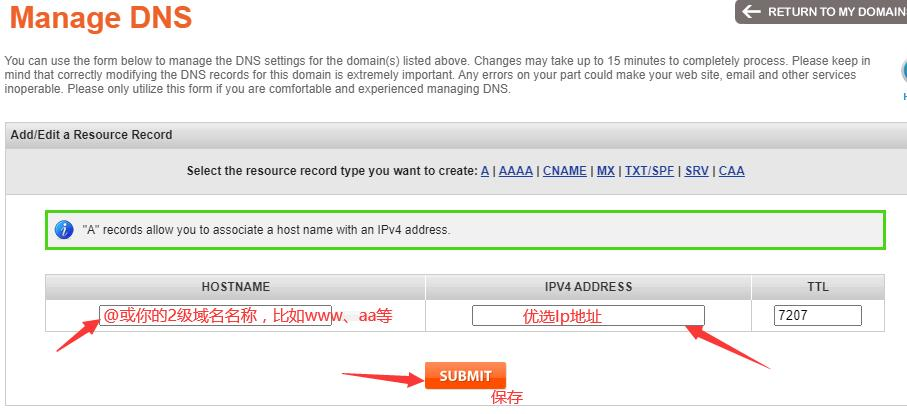 Manage DNS
RETURN TO MY DOMAIN
You can use the form below to manage the DNS settings for the domain(s) listed above. Changes may take up to 15 minutes to completely process. Please keep in
mind that correctly modifying the DNS records for this domain is extremely important. Any errors on your part could make your web site, email and other services
inoperable. Please only utilize this form if you are comfortable and experienced managing DNS.
Add/Edit a Resource Record
Select the resource record type you want to create: A | AAAA | CNAME | MX | TXT/SPF | SRV | CAA
"A" records allow you to associate a host name with an IPv4 address.
HOSTNAME IPV4 ADDRESS TTL
@或你的2级域名名称，比如www、aa等 优选Ip地址 7207
SUBMIT
保存